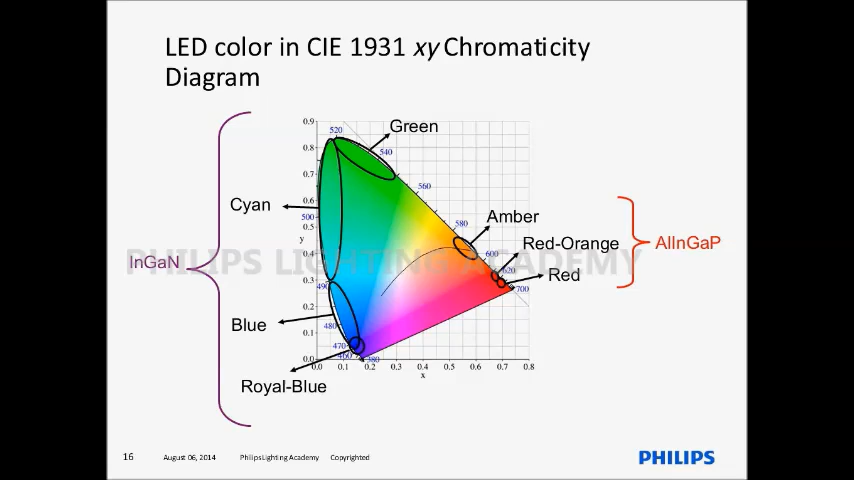 LED color in CIE 1931 xy Chromaticity
Diagram
0.9
520
Green
0.8
540
0.7
560
0.6
Cyan
500
Amber
580
0.5
y
Red-Orange
AlInGaP
0.4
600
PHILIPS LIGHTING ACADEMY
InGaN
620
Red
0.3
490
700
0.2
Blue
480
0.1
470
460
380
0.0
0.0 0.1 0.2 0.3 0.4 0.5 0.6 0.7 0.8
x
Royal-Blue
16 August 06, 2014 Philips Lighting Academy Copyrighted
PHILIPS